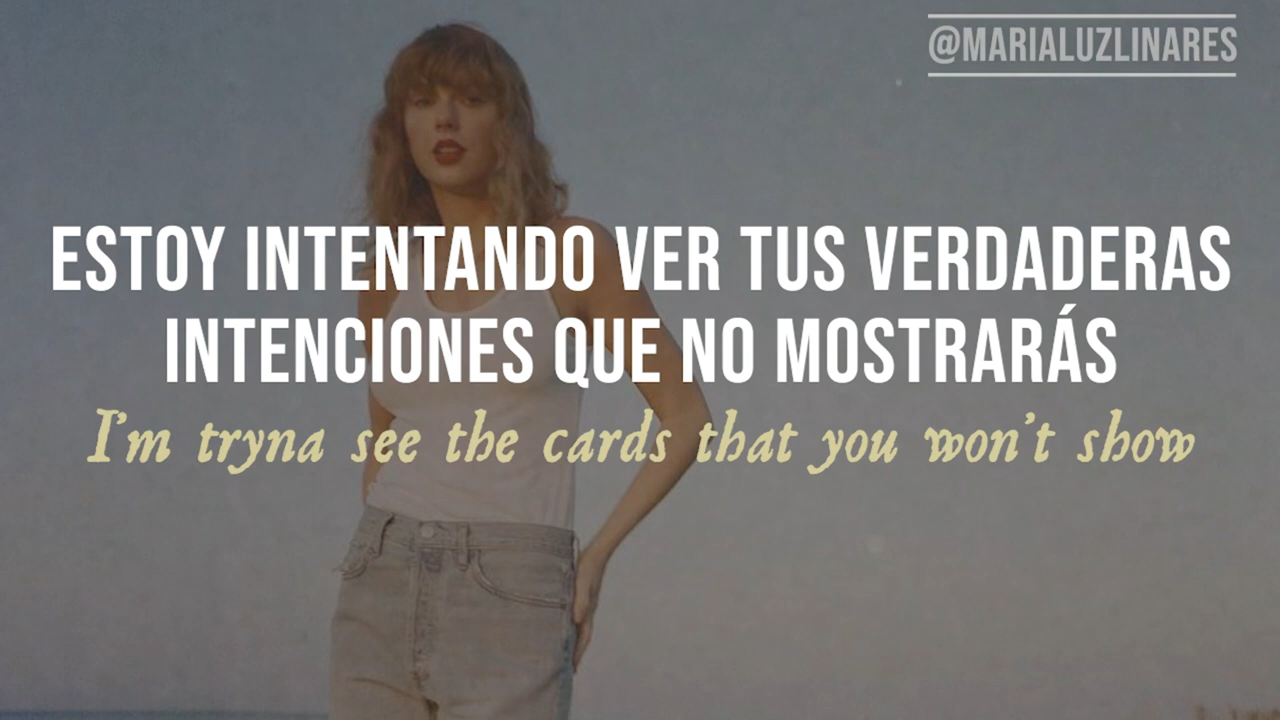 @MARIALUZLINARES
ESTOY INTENTANDO VER TUS VERDADERAS
INTENCIONES QUE NO MOSTRARÁS
I'm tryna see the cards that you won't show